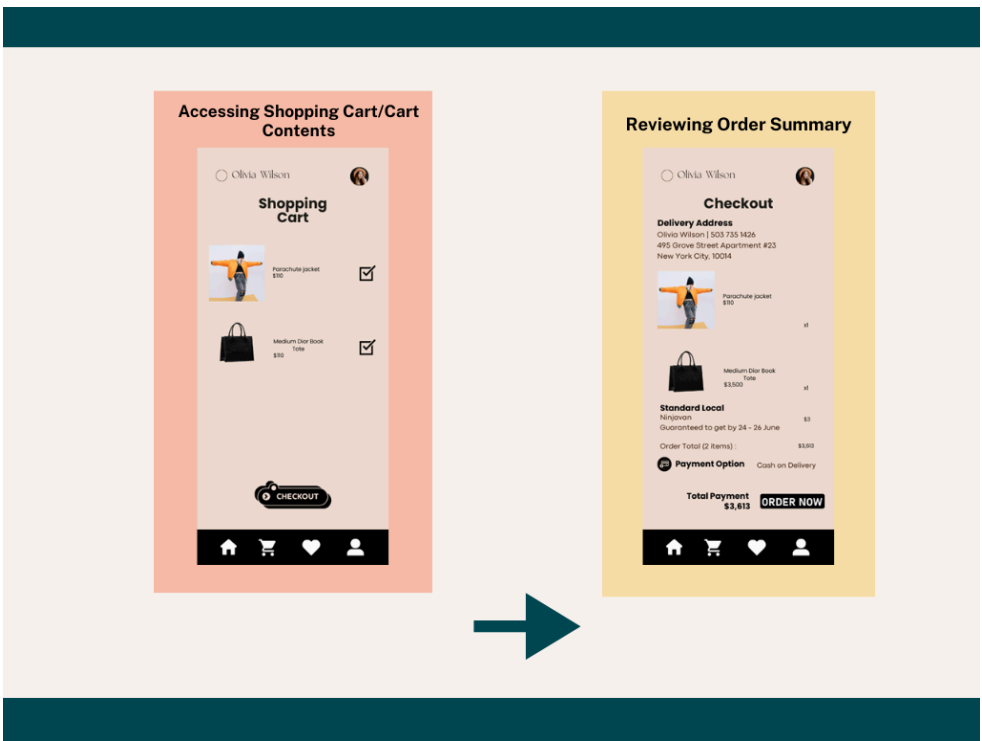 Accessing Shopping Cart/Cart
Contents
Olivia Wilson
Shopping
Cart
Parachute jacket
$110
Medium Dior Book
Tote
$110
CHECKOUT
Reviewing Order Summary
Olivia Wilson
Checkout
Delivery Address
Olivia Wilson | 503 735 1426
495 Grove Street Apartment #23
New York City, 10014
Parachute jacket
$110
x1
Medium Dior Book
Tote
$3,500
x1
Standard Local
Ninjavan
$3
Guaranteed to get by 24 - 26 June
Order Total (2 items) :
$3,613
Payment Option
Cash on Delivery
Total Payment
$3,613
ORDER NOW